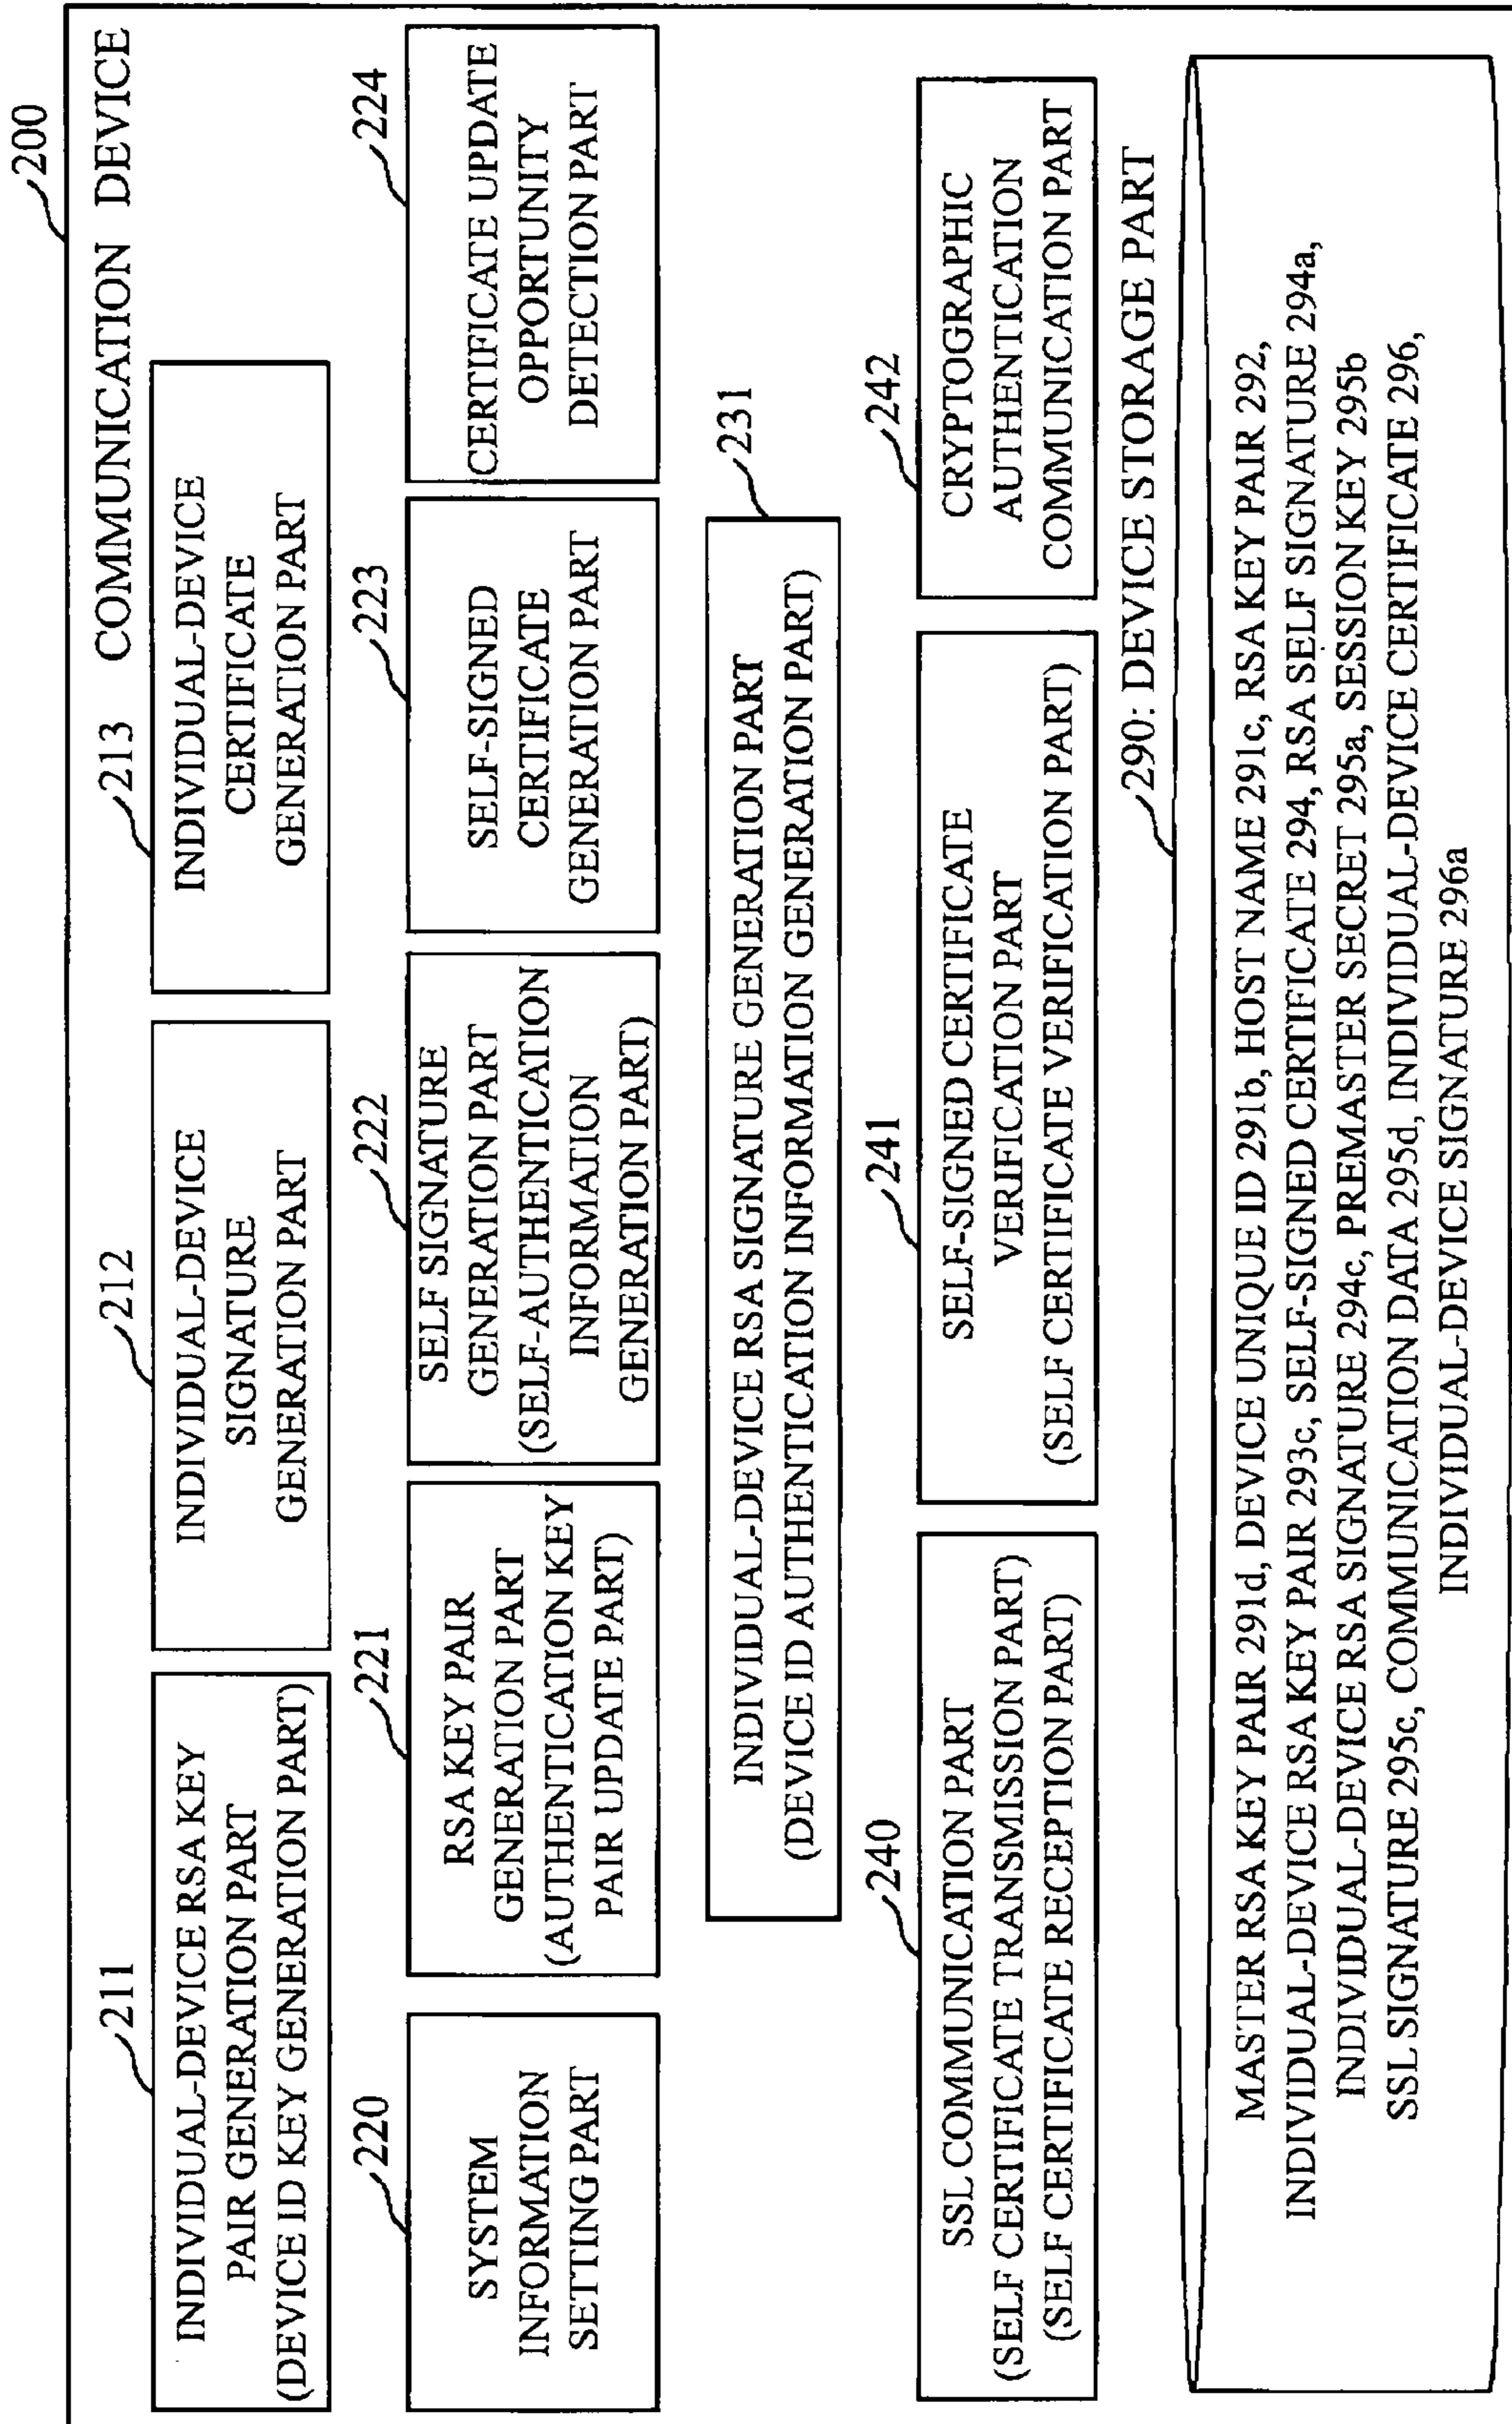 200
COMMUNICATION DEVICE
211
INDIVIDUAL-DEVICE RSA KEY
PAIR GENERATION PART
(DEVICE ID KEY GENERATION PART)
212
INDIVIDUAL-DEVICE
SIGNATURE
GENERATION PART
213
INDIVIDUAL-DEVICE
CERTIFICATE
GENERATION PART
220
SYSTEM
INFORMATION
SETTING PART
221
RSA KEY PAIR
GENERATION PART
(AUTHENTICATION KEY
PAIR UPDATE PART)
222
SELF SIGNATURE
GENERATION PART
(SELF-AUTHENTICATION
INFORMATION
GENERATION PART)
223
SELF-SIGNED
CERTIFICATE
GENERATION PART
224
CERTIFICATE UPDATE
OPPORTUNITY
DETECTION PART
231
INDIVIDUAL-DEVICE RSA SIGNATURE GENERATION PART
(DEVICE ID AUTHENTICATION INFORMATION GENERATION PART)
240
SSL COMMUNICATION PART
(SELF CERTIFICATE TRANSMISSION PART)
(SELF CERTIFICATE RECEPTION PART)
241
SELF-SIGNED CERTIFICATE
VERIFICATION PART
(SELF CERTIFICATE VERIFICATION PART)
242
CRYPTOGRAPHIC
AUTHENTICATION
COMMUNICATION PART
290: DEVICE STORAGE PART
MASTER RSA KEY PAIR 291d, DEVICE UNIQUE ID 291b, HOST NAME 291c, RSA KEY PAIR 292,
INDIVIDUAL-DEVICE RSA KEY PAIR 293c, SELF-SIGNED CERTIFICATE 294, RSA SELF SIGNATURE 294a,
INDIVIDUAL-DEVICE RSA SIGNATURE 294c, PREMASTER SECRET 295a, SESSION KEY 295b
SSL SIGNATURE 295c, COMMUNICATION DATA 295d, INDIVIDUAL-DEVICE CERTIFICATE 296,
INDIVIDUAL-DEVICE SIGNATURE 296a